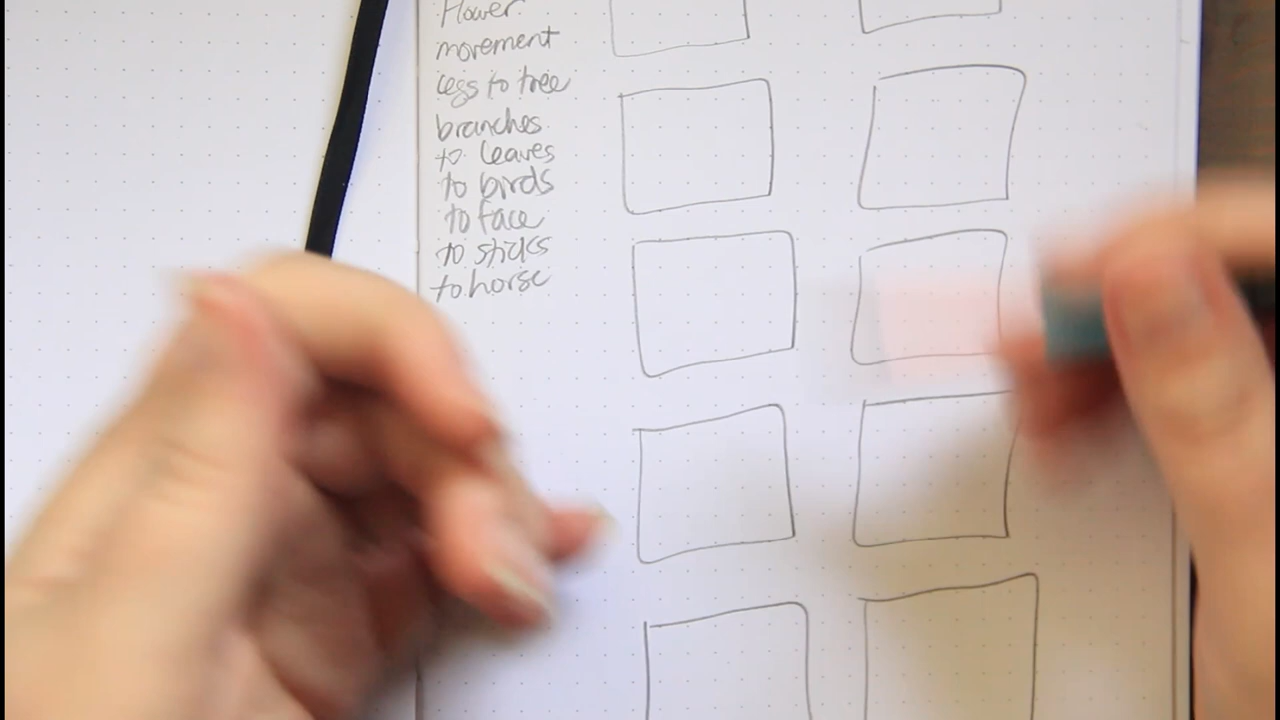 Flower
movement
legs to tree
branches
to leaves
to birds
to face
to sticks
to horse